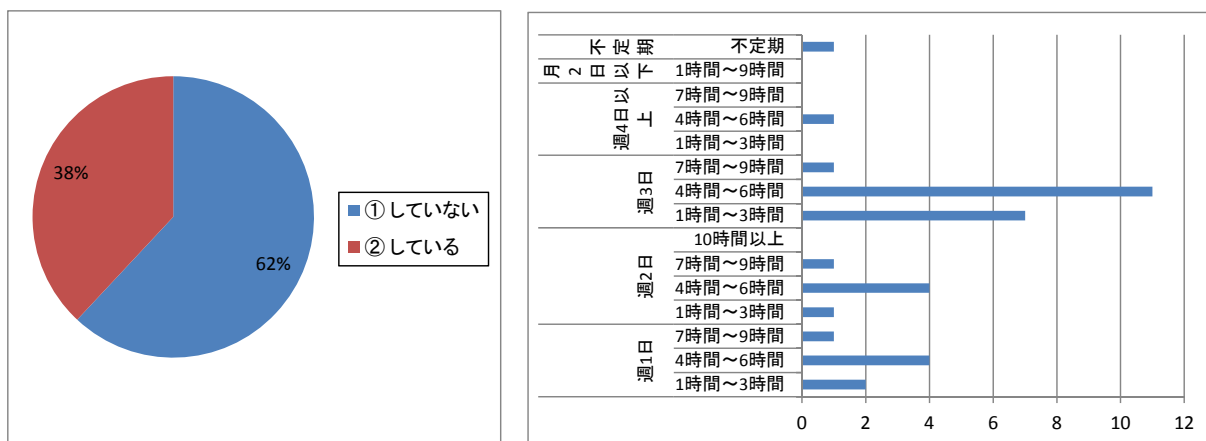 38%
62%
① していない
② している
不定期
不定期
月2日以下
1時間～9時間
週4日以上
7時間～9時間
4時間～6時間
1時間～3時間
週3日
7時間～9時間
4時間～6時間
1時間～3時間
週2日
10時間以上
7時間～9時間
4時間～6時間
1時間～3時間
週1日
7時間～9時間
4時間～6時間
1時間～3時間
0 2 4 6 8 10 12